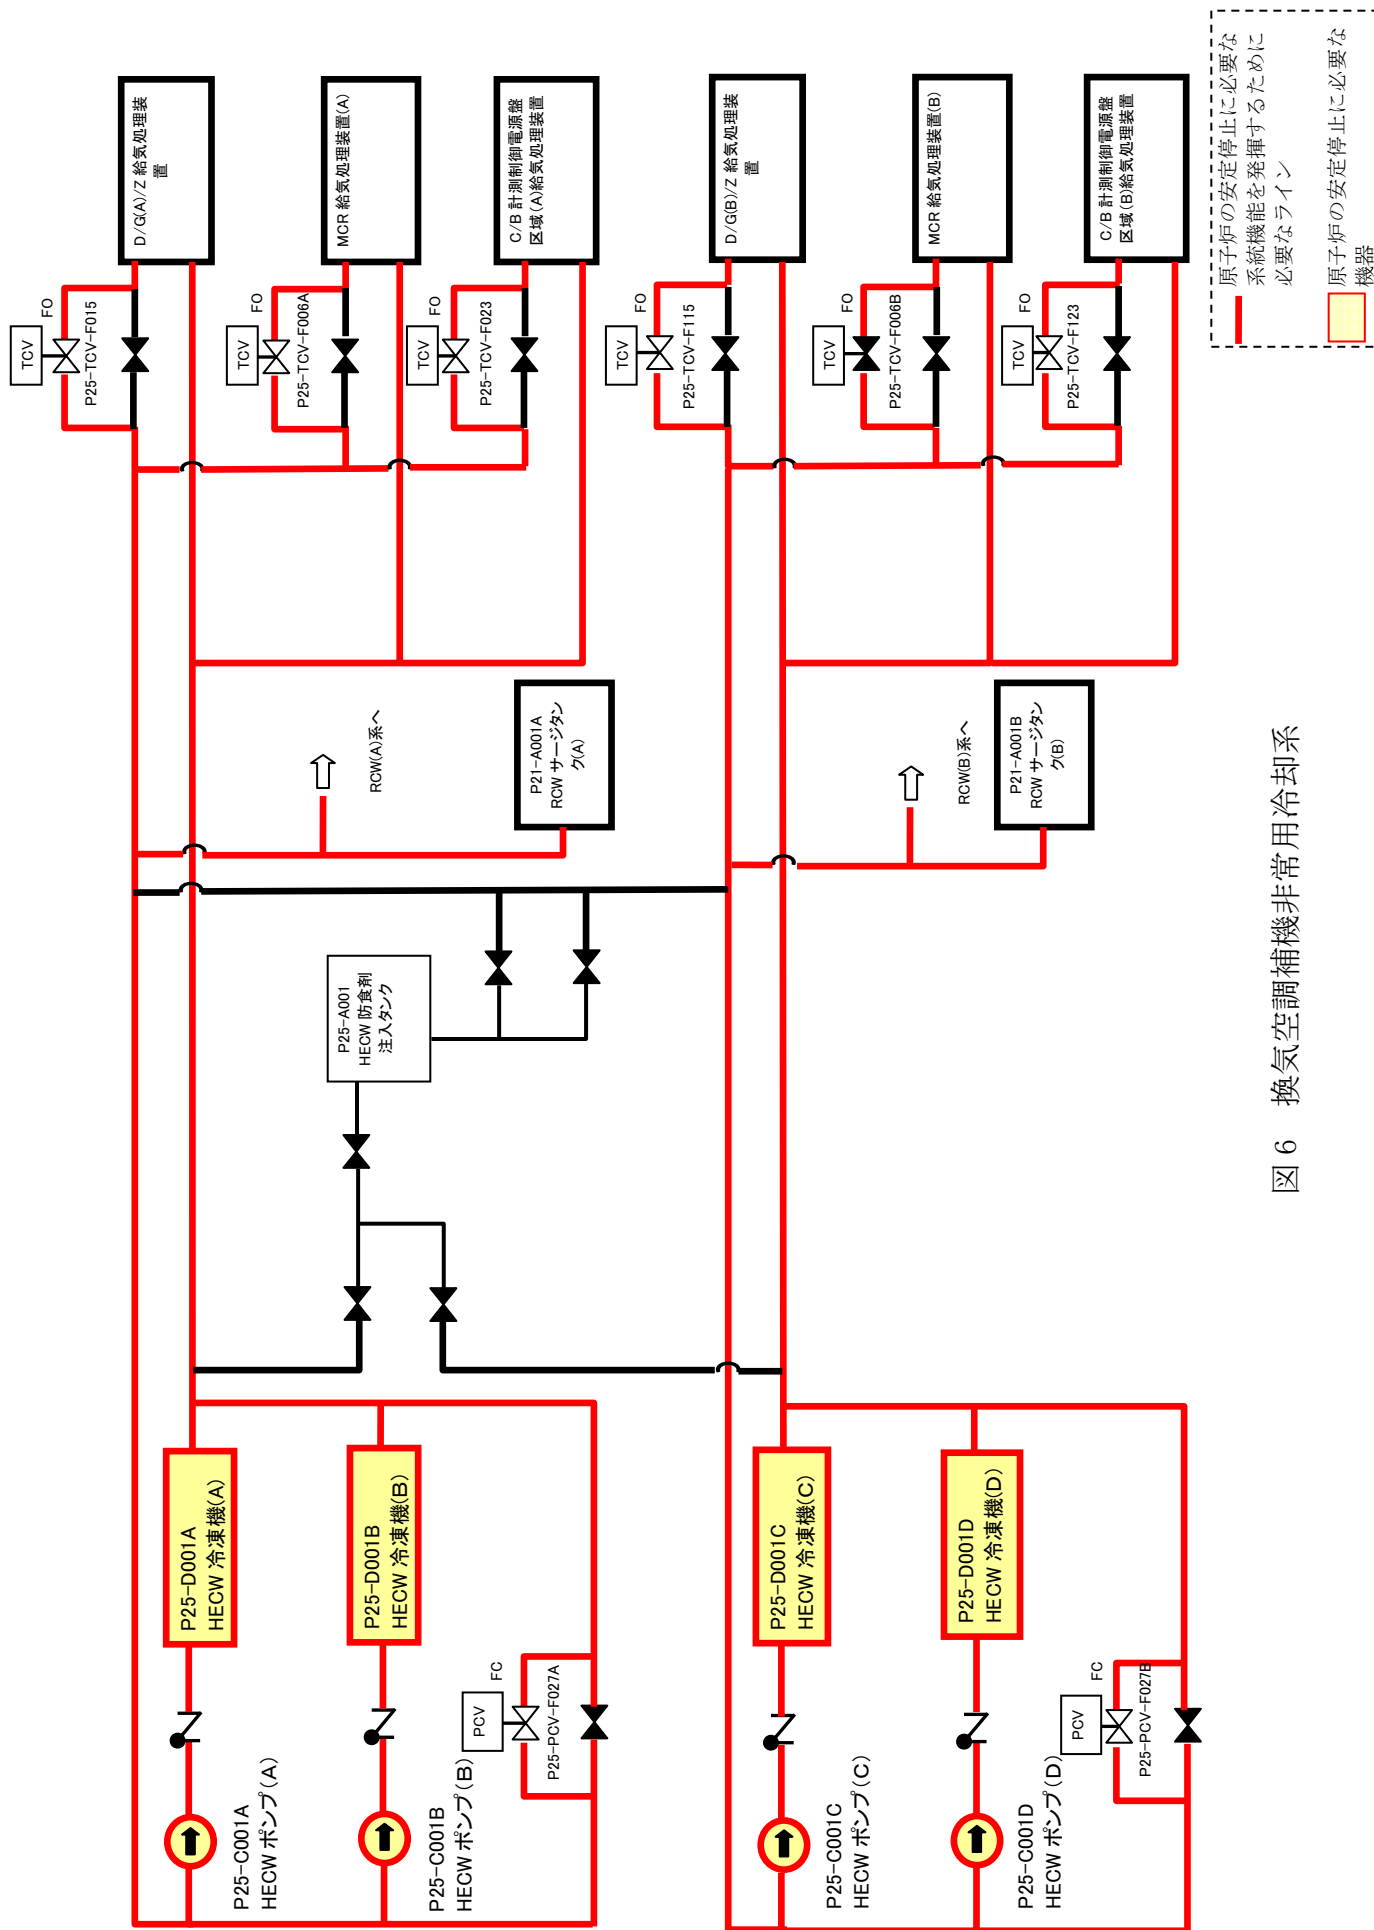 D/G(A)/Z 給気処理装
置
MCR 給気処理装置(A)
C/B 計測制御電源盤
区域(A)給気処理装置
D/G(B)/Z 給気処理装
置
MCR 給気処理装置(B)
C/B 計測制御電源盤
区域(B)給気処理装置
TCV
FO
P25-TCV-F015
TCV
FO
P25-TCV-F006A
TCV
FO
P25-TCV-F023
TCV
FO
P25-TCV-F115
TCV
FO
P25-TCV-F006B
TCV
FO
P25-TCV-F123
RCW(A)系へ
P21-A001A
RCW サージタン
ク(A)
RCW(B)系へ
P21-A001B
RCW サージタン
ク(B)
P25-A001
HECW 防食剤
注入タンク
P25-D001A
HECW 冷凍機(A)
P25-D001B
HECW 冷凍機(B)
P25-D001C
HECW 冷凍機(C)
P25-D001D
HECW 冷凍機(D)
PCV
FC
P25-PCV-F027A
PCV
FC
P25-PCV-F027B
P25-C001A
HECW ポンプ(A)
P25-C001B
HECW ポンプ(B)
P25-C001C
HECW ポンプ(C)
P25-C001D
HECW ポンプ(D)
原子炉の安定停止に必要な
系統機能を発揮するために
必要なライン
原子炉の安定停止に必要な
機器
図 6 換気空調補機非常用冷却系